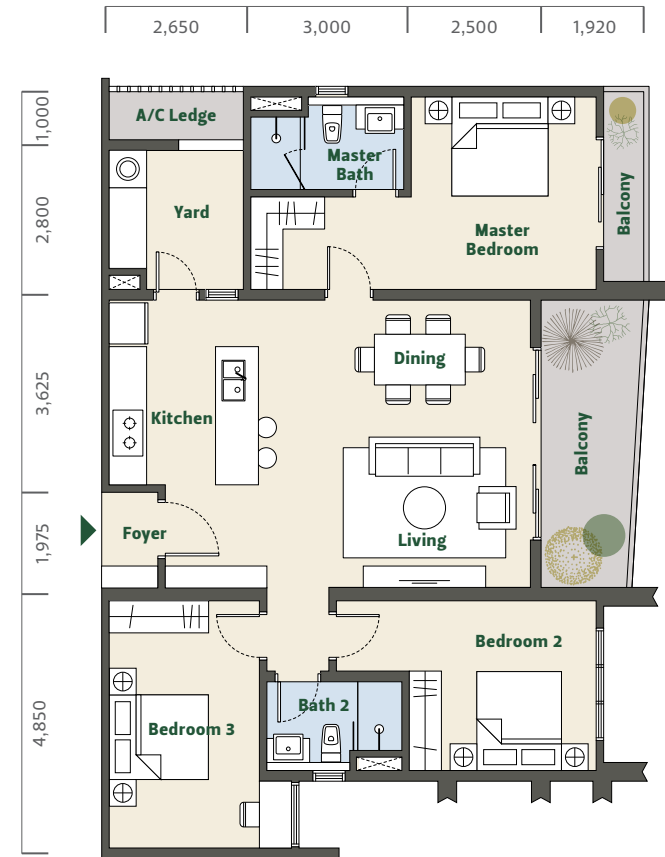 2,650
3,000
2,500
1,920
1,000
2,800
3,625
1,975
4,850
A/C Ledge
Master
Bath
Yard
Master
Bedroom
Balcony
Dining
Kitchen
Balcony
Foyer
Living
Bedroom 2
Bath 2
Bedroom 3